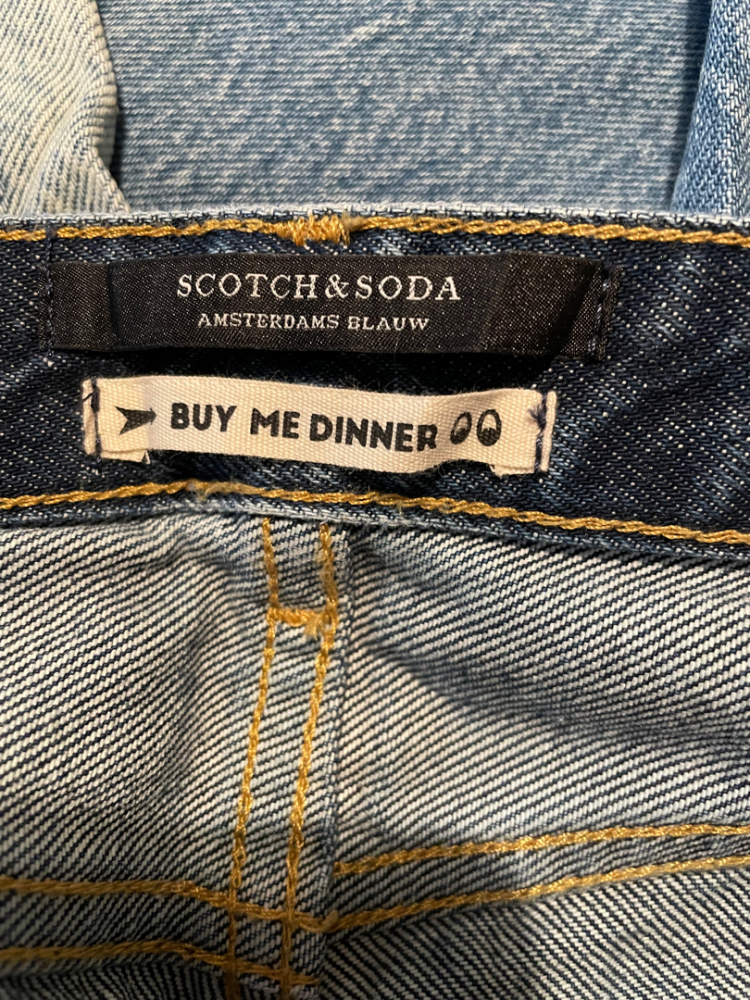 SCOTCH & SODA
AMSTERDAMS BLAUW
BUY ME DINNER